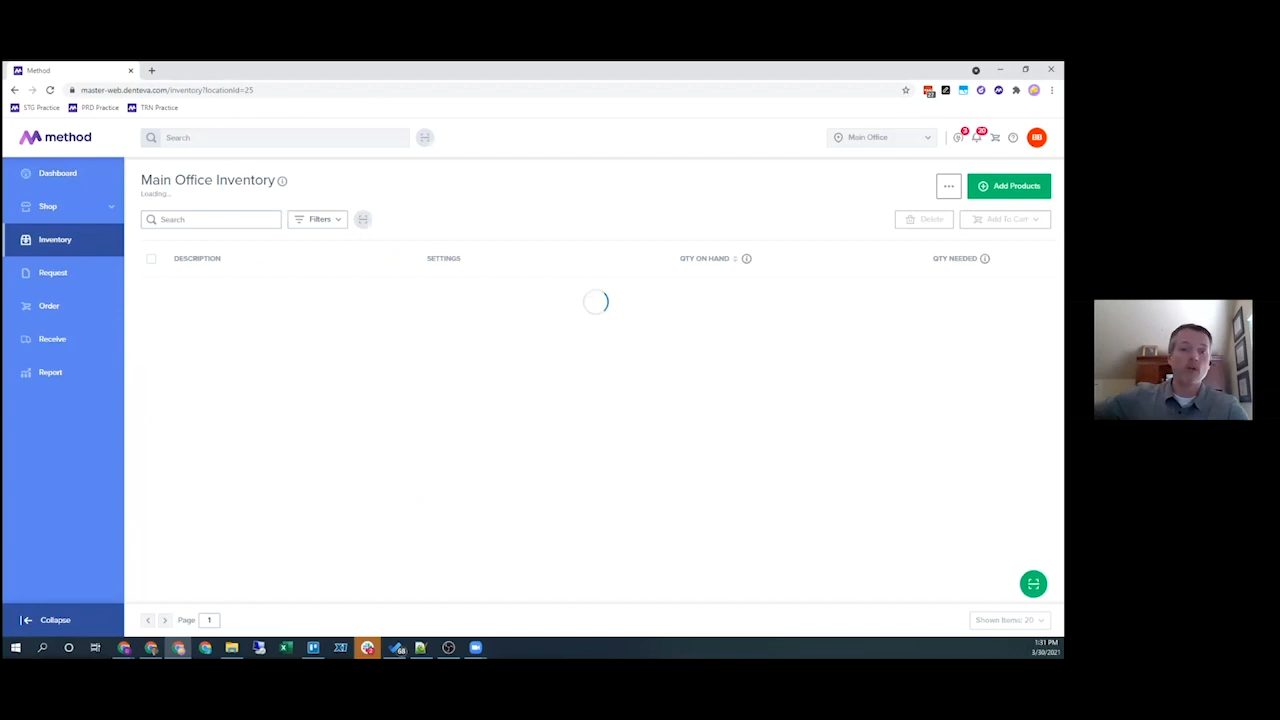 Method
master-web.denteva.com/inventory?locationId=25
STG Practice
PRD Practice
TRN Practice
method
Search
Main Office
3
20
BB
Dashboard
Shop
Inventory
Request
Order
Receive
Report
Collapse
Main Office Inventory
Loading...
Add Products
Search
Filters
Delete
Add To Cart
DESCRIPTION
SETTINGS
QTY ON HAND
QTY NEEDED
Page
1
Shown Items: 20
1:31 PM
3/30/2021